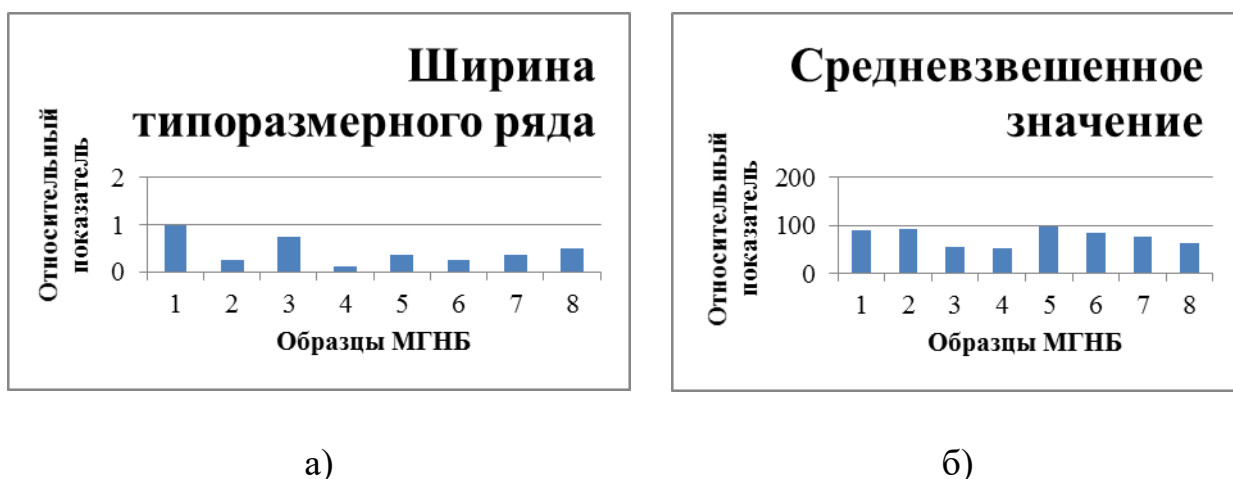 Ширина
типоразмерного ряда
Относительный
показатель
2
1
0
1 2 3 4 5 6 7 8
Образцы МГНБ
Средневзвешенное
значение
Относительный
показатель
200
100
0
1 2 3 4 5 6 7 8
Образцы МГНБ
а) б)